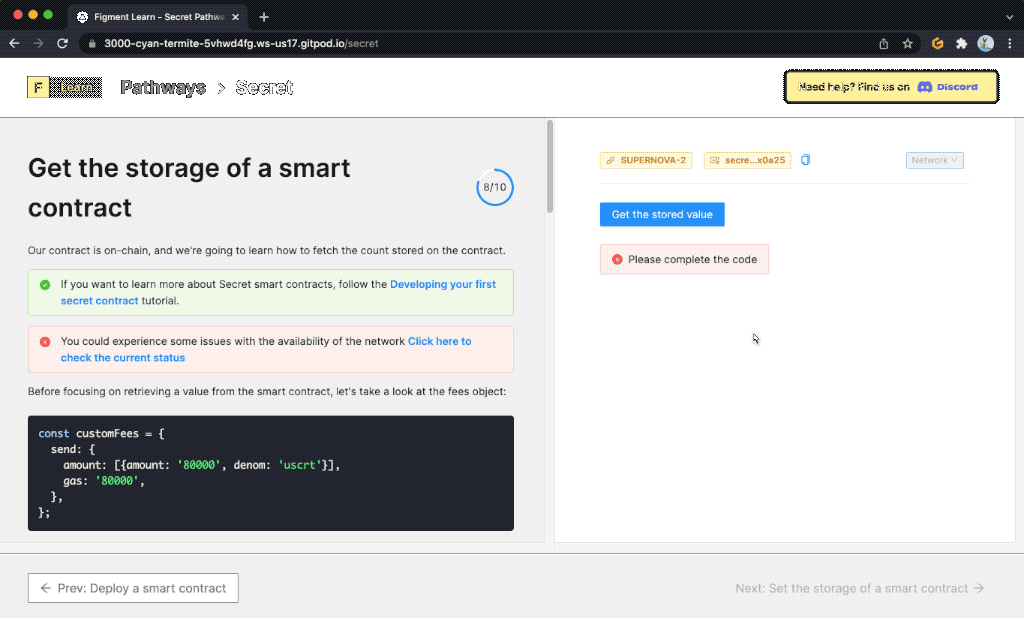 Figment Learn - Secret Pathwa
3000-cyan-termite-5vhwd4fg.ws-us17.gitpod.io/secret
F Learn Pathways > Secret
Need help? Find us on Discord
Get the storage of a smart
contract
8/10
Our contract is on-chain, and we're going to learn how to fetch the count stored on the contract.
If you want to learn more about Secret smart contracts, follow the Developing your first
secret contract tutorial.
You could experience some issues with the availability of the network Click here to
check the current status
Before focusing on retrieving a value from the smart contract, let's take a look at the fees object:
const customFees = {
send: {
amount: [{amount: '80000', denom: 'uscrt'}],
gas: '80000',
},
};
SUPERNOVA-2
secre...x0a25
Network
Get the stored value
Please complete the code
Prev: Deploy a smart contract
Next: Set the storage of a smart contract